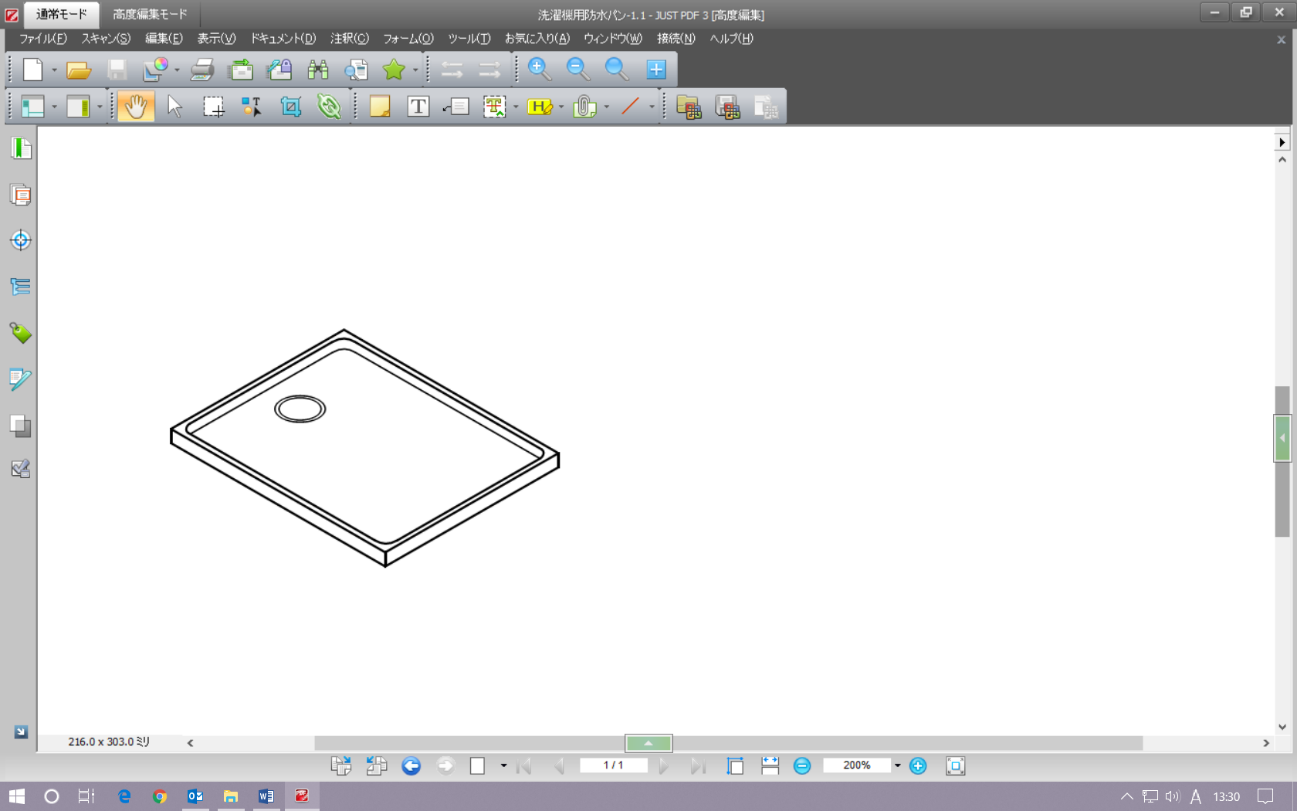 通常モード 高度編集モード 洗濯機用防水パン-1.1 - JUST PDF 3 [高度編集]
ファイル(F) スキャン(S) 編集(E) 表示(V) ドキュメント(D) 注釈(C) フォーム(O) ツール(T) お気に入り(A) ウィンドウ(W) 接続(N) ヘルプ(H)
216.0 x 303.0 ミリ
1 / 1 200%
A 13:30